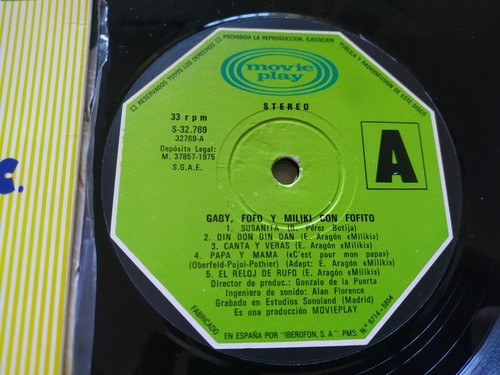 C.
□ RESERVADOS TODOS LOS DERECHOS □ PROHIBIDA LA REPRODUCCION, EJECUCION PUBLICA Y RADIODIFUSION DE ESTE DISCO
movie
play
STEREO
33 rpm
S-32.769
32769-A
Depósito Legal:
M. 37857-1975
S.G.A.E.
A
GABY, FOFO Y MILIKI CON FOFITO
1. SUSANITA (M. Pérez Botija)
2. DIN DON DIN DAN (E. Aragón «Miliki»)
3. CANTA Y VERAS (E. Aragón «Miliki»)
4. PAPA Y MAMA («C'est pour mon papa»)
(Oberfeld-Pujol-Pothier) (Adapt: E. Aragón «Miliki»)
5. EL RELOJ DE RUFO (E. Aragón «Miliki»)
Director de produc.: Gonzalo de la Puerta
Ingeniero de sonido: Alan Florence
Grabado en Estudios Sonoland (Madrid)
Es una producción MOVIEPLAY
FABRICADO EN ESPAÑA POR "IBEROFON, S.A". PMS. N.º 6714-5804